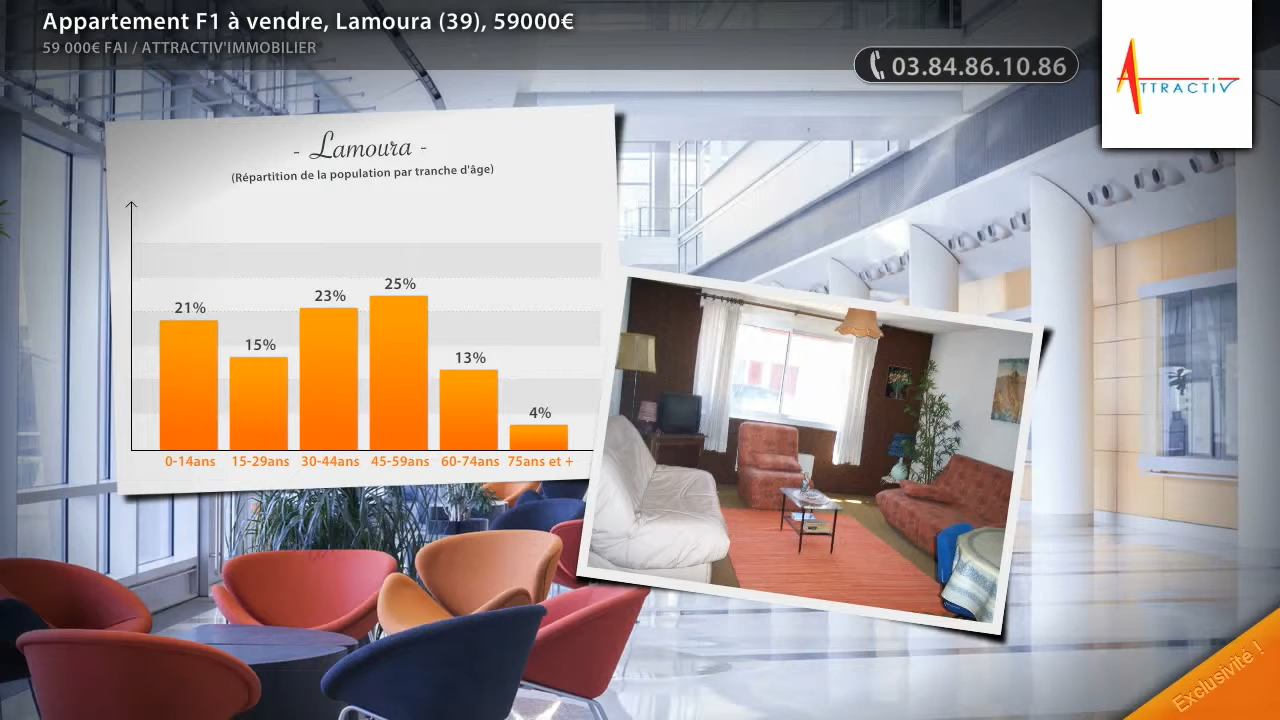 Appartement F1 à vendre, Lamoura (39), 59000€
59 000€ FAI / ATTRACTIV'IMMOBILIER
03.84.86.10.86
ATTRACTIV
- Lamoura -
(Répartition de la population par tranche d'âge)
21%
15%
23%
25%
13%
4%
0-14ans
15-29ans
30-44ans
45-59ans
60-74ans
75ans et +
Exclusivité !